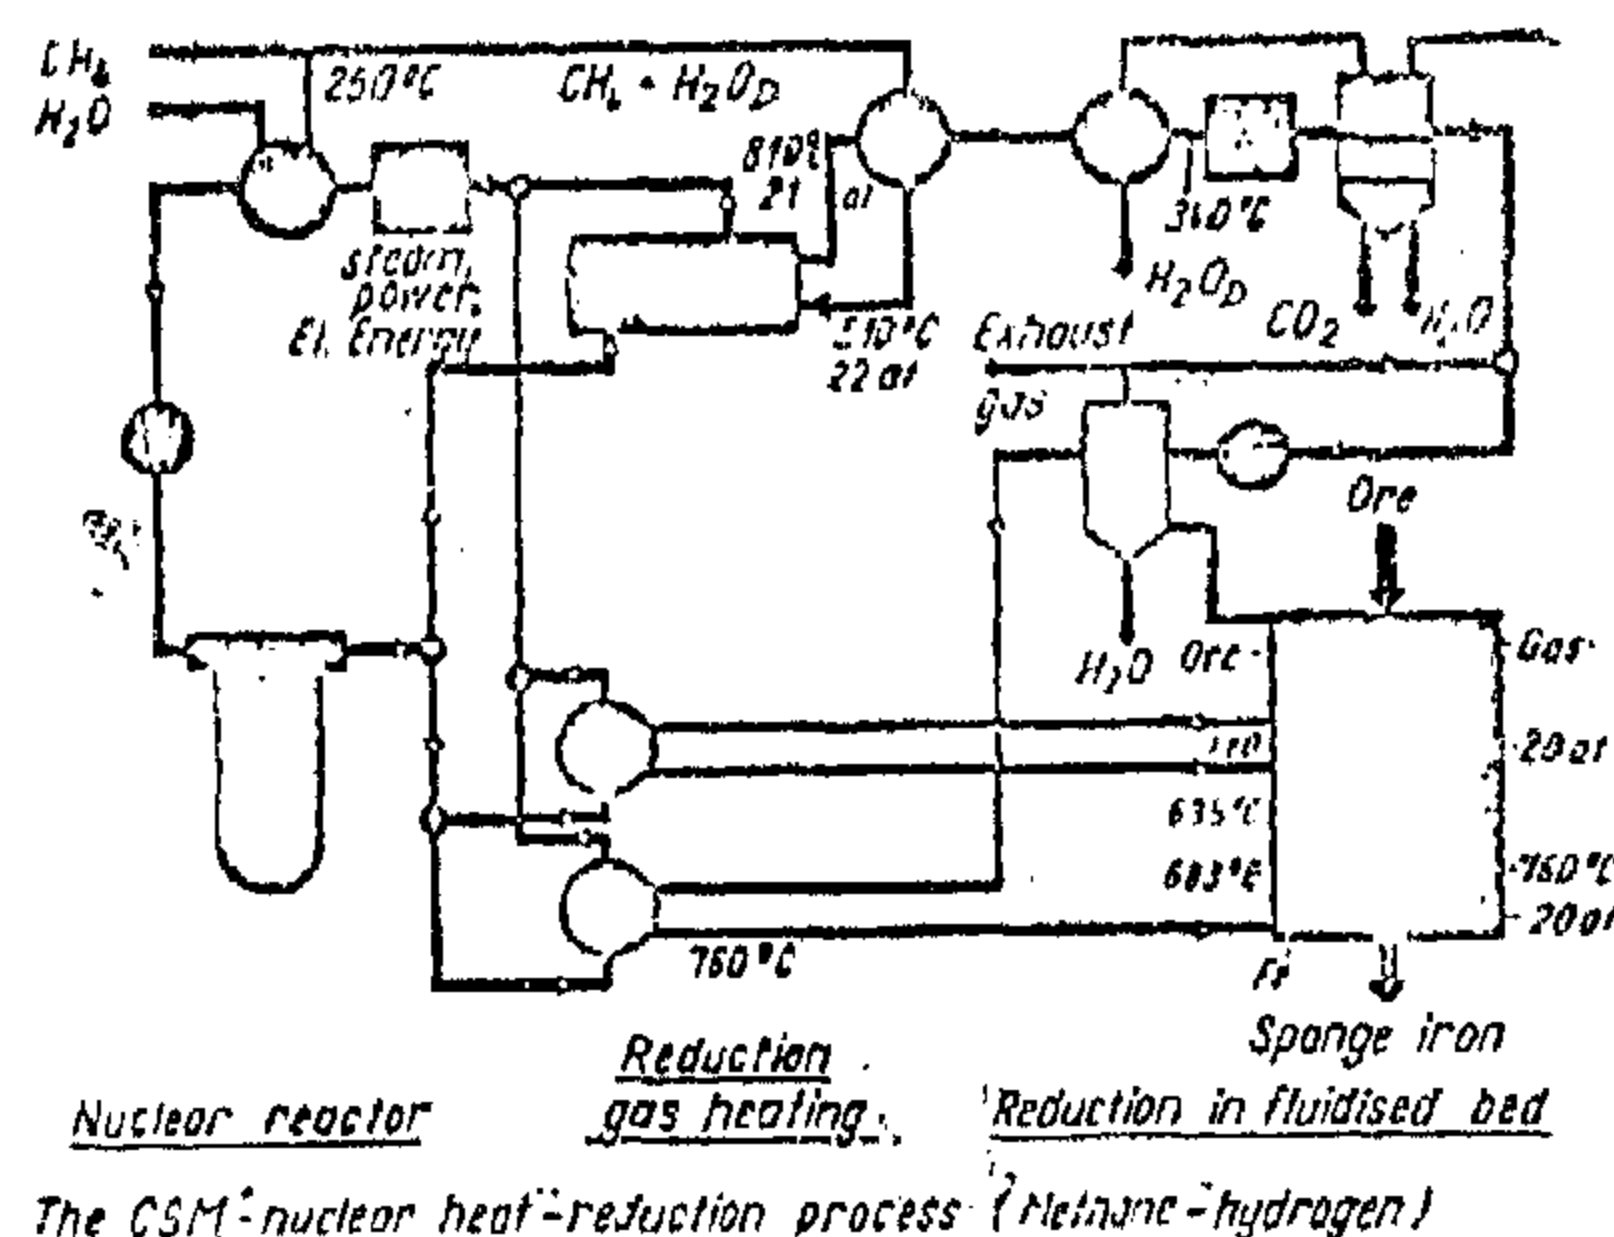 CH4
H2O
250°C
CH4 + H2OD
810°C
21 at
steam,
power,
El. Energy
510°C
22 at
340°C
H2OD
CO2
H2O
Exhaust
gas
Ore
H2O
Ore
Gas
20 at
635°C
683°C
760°C
20 at
760°C
Sponge iron
Reduction
gas heating
Nuclear reactor
Reduction in fluidised bed
The CSM - nuclear heat - reduction process (Methane - hydrogen)